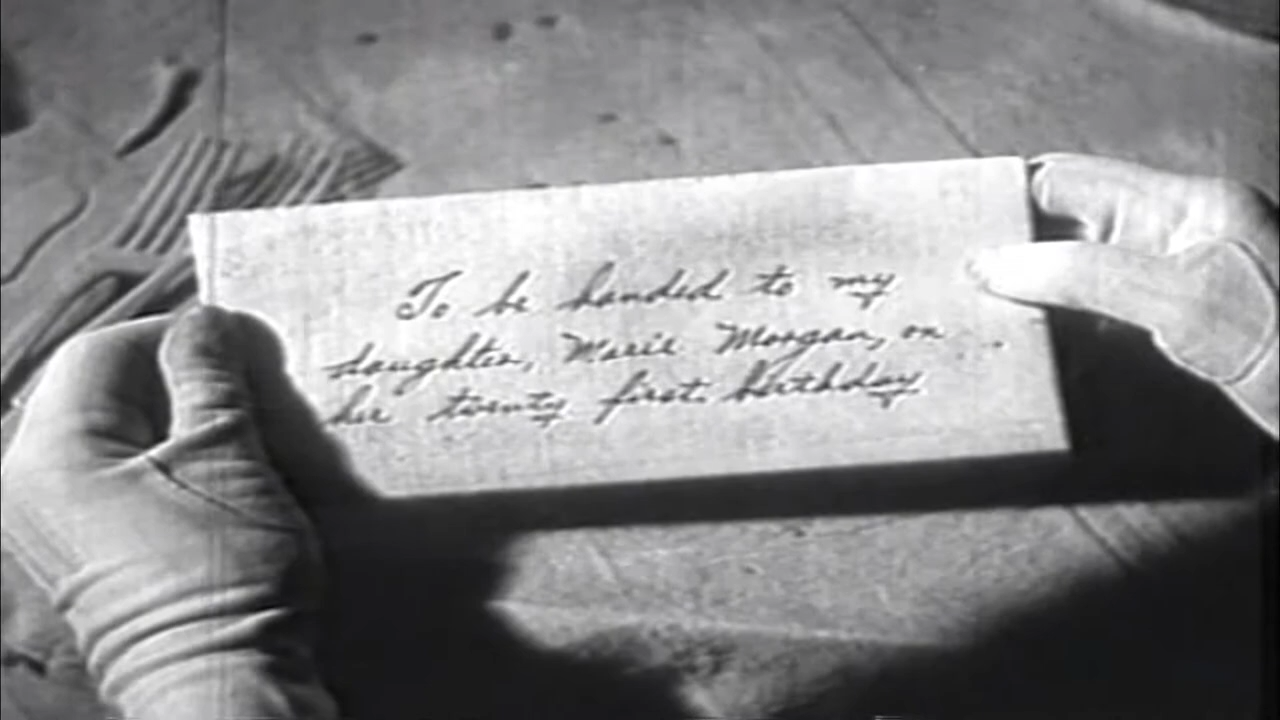 To be handed to my
daughter, Marie Morgan, on
her twenty first birthday